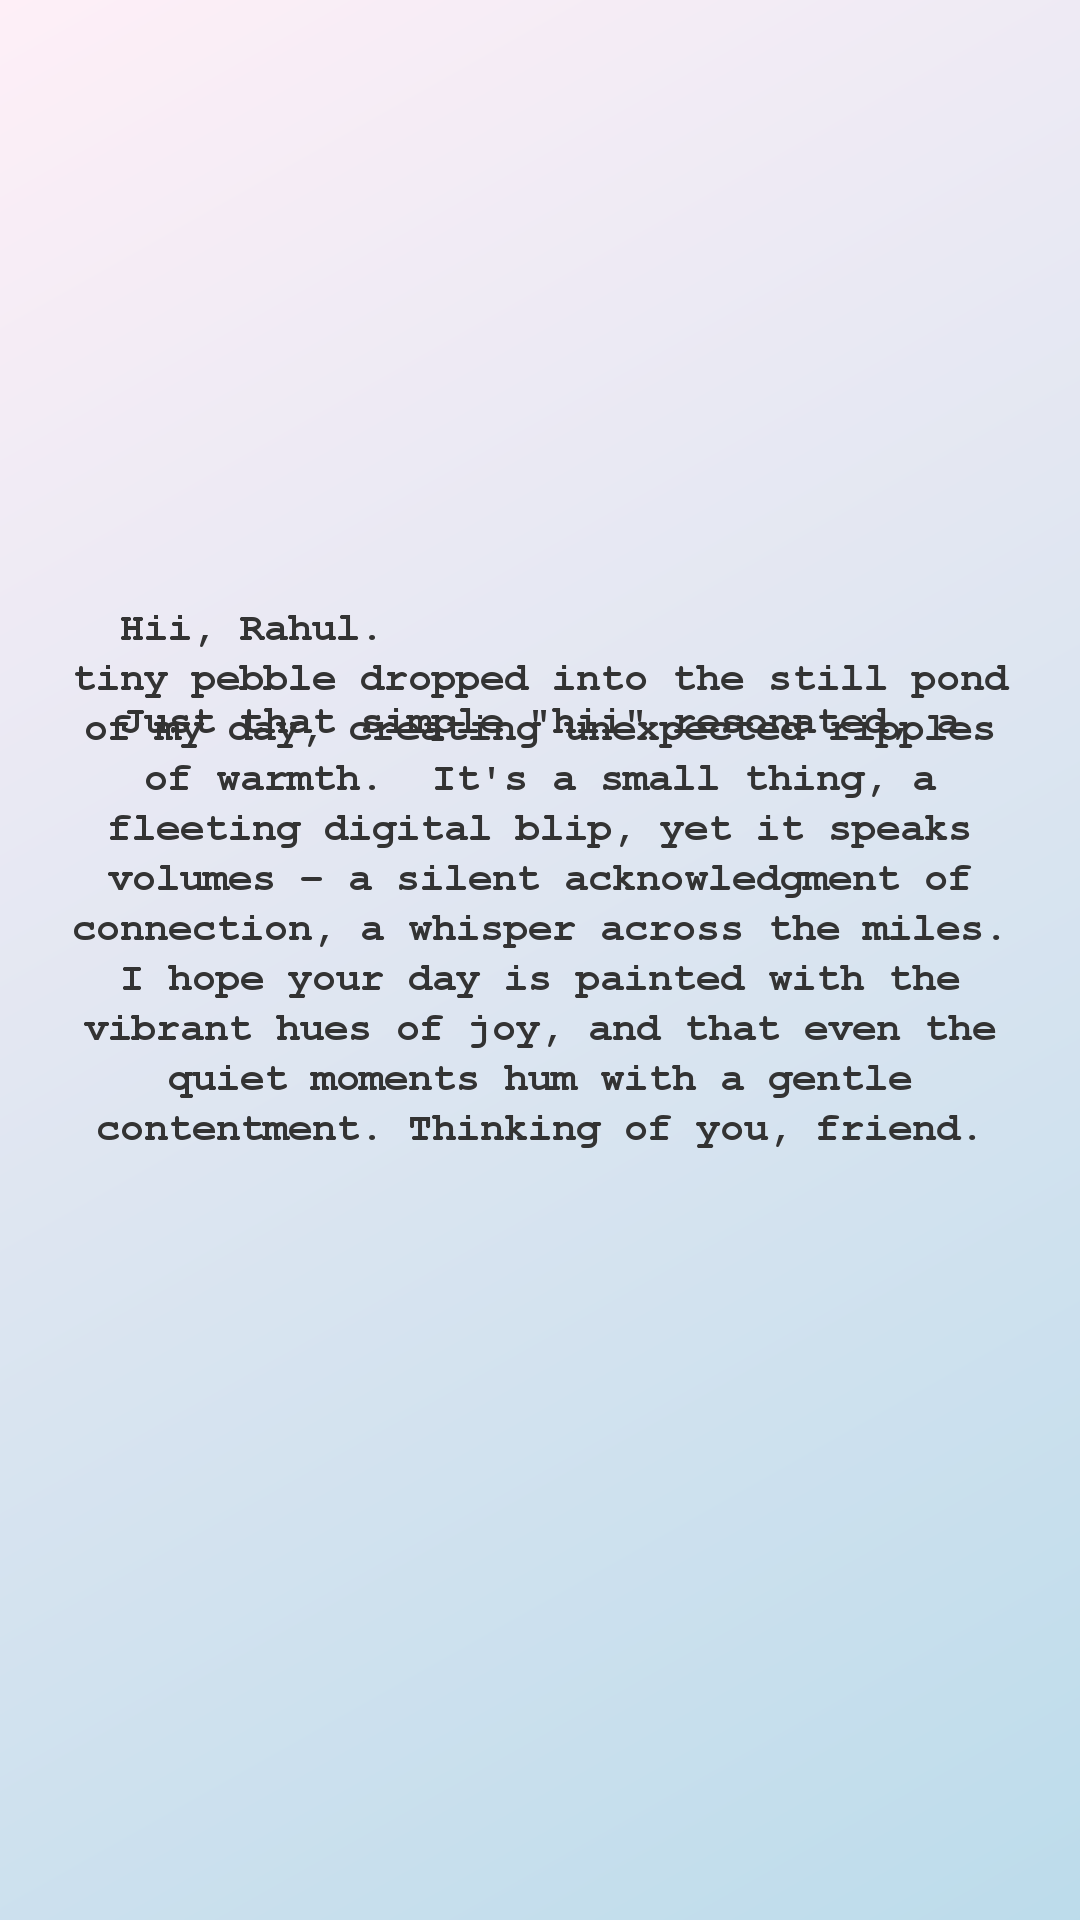 Hii, Rahul.
Just that simple "hii" resonated, a
tiny pebble dropped into the still pond
of my day, creating unexpected ripples
of warmth.  It's a small thing, a
fleeting digital blip, yet it speaks
volumes – a silent acknowledgment of
connection, a whisper across the miles.
I hope your day is painted with the
vibrant hues of joy, and that even the
quiet moments hum with a gentle
contentment. Thinking of you, friend.